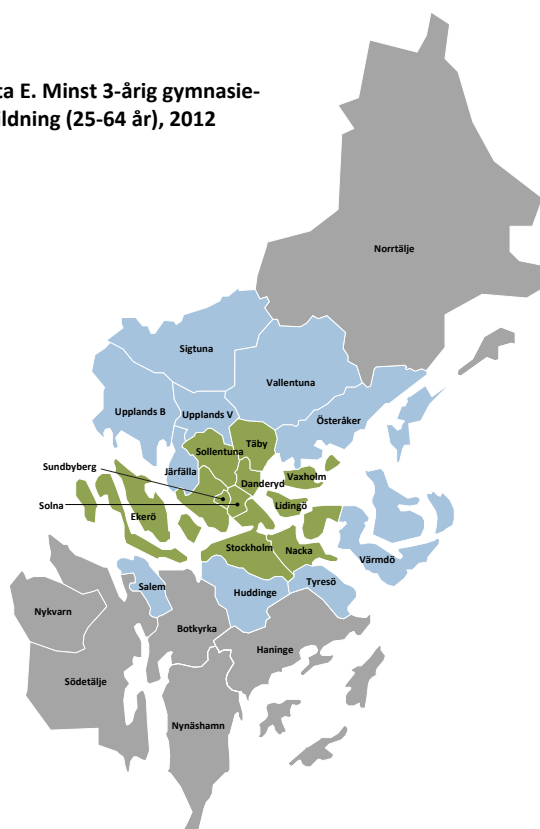 ta E. Minst 3-årig gymnasie-
ildning (25-64 år), 2012
Norrtälje
Sigtuna
Vallentuna
Upplands B
Upplands V
Österåker
Täby
Sollentuna
Sundbyberg
Järfälla
Danderyd
Vaxholm
Solna
Ekerö
Lidingö
Stockholm
Nacka
Värmdö
Salem
Huddinge
Tyresö
Nykvarn
Botkyrka
Haninge
Södetälje
Nynäshamn